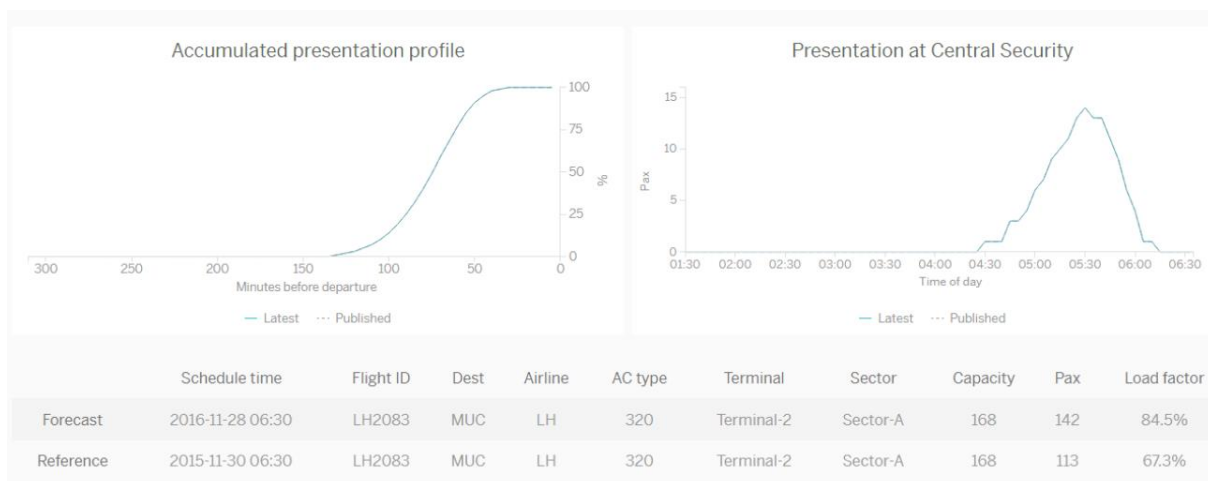 Accumulated presentation profile
100
75
50
25
0
%
300 250 200 150 100 50 0
Minutes before departure
Latest Published
Presentation at Central Security
15
10
5
0
Pax
01:30 02:00 02:30 03:00 03:30 04:00 04:30 05:00 05:30 06:00 06:30
Time of day
Latest Published
Schedule time Flight ID Dest Airline AC type Terminal Sector Capacity Pax Load factor
Forecast 2016-11-28 06:30 LH2083 MUC LH 320 Terminal-2 Sector-A 168 142 84.5%
Reference 2015-11-30 06:30 LH2083 MUC LH 320 Terminal-2 Sector-A 168 113 67.3%